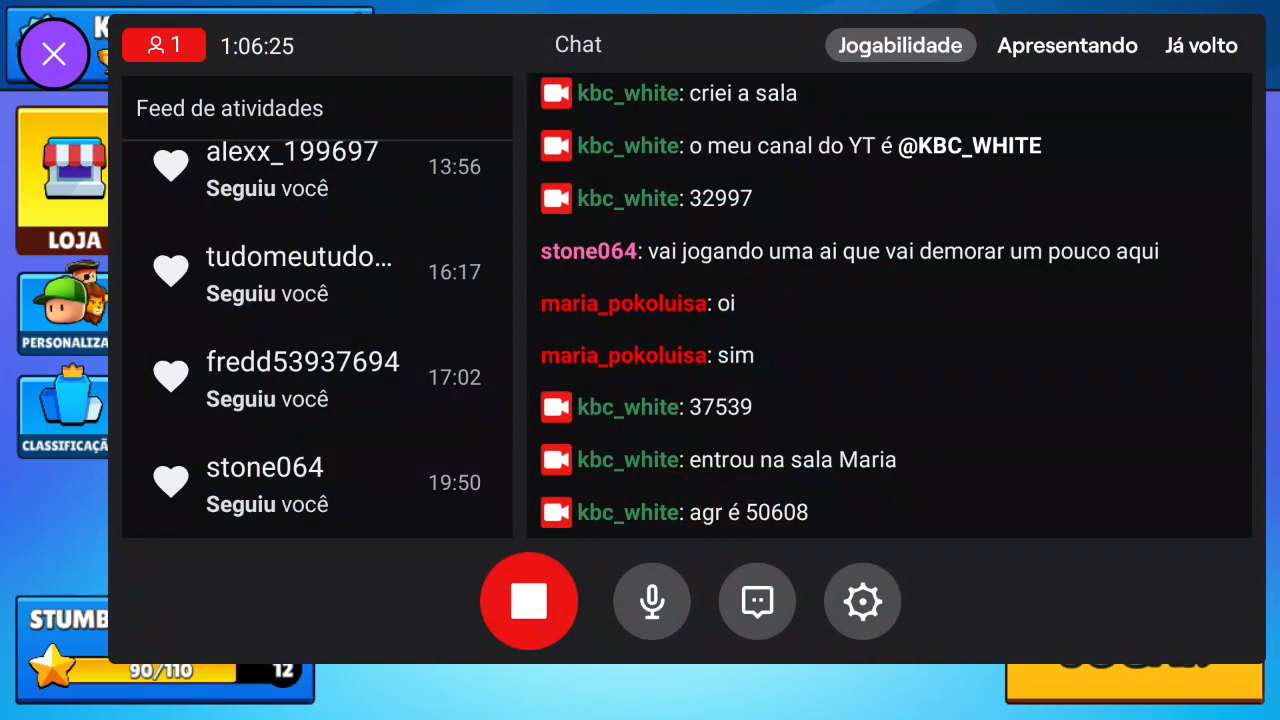 1
1:06:25
Chat
Jogabilidade
Apresentando
Já volto
Feed de atividades
alexx_199697
Seguiu você
13:56
tudomeutudo...
Seguiu você
16:17
fredd53937694
Seguiu você
17:02
stone064
Seguiu você
19:50
kbc_white: criei a sala
kbc_white: o meu canal do YT é @KBC_WHITE
kbc_white: 32997
stone064: vai jogando uma ai que vai demorar um pouco aqui
maria_pokoluisa: oi
maria_pokoluisa: sim
kbc_white: 37539
kbc_white: entrou na sala Maria
kbc_white: agr é 50608
K
LOJA
PERSONALIZA
CLASSIFICAÇÃ
STUMB
90/110
12